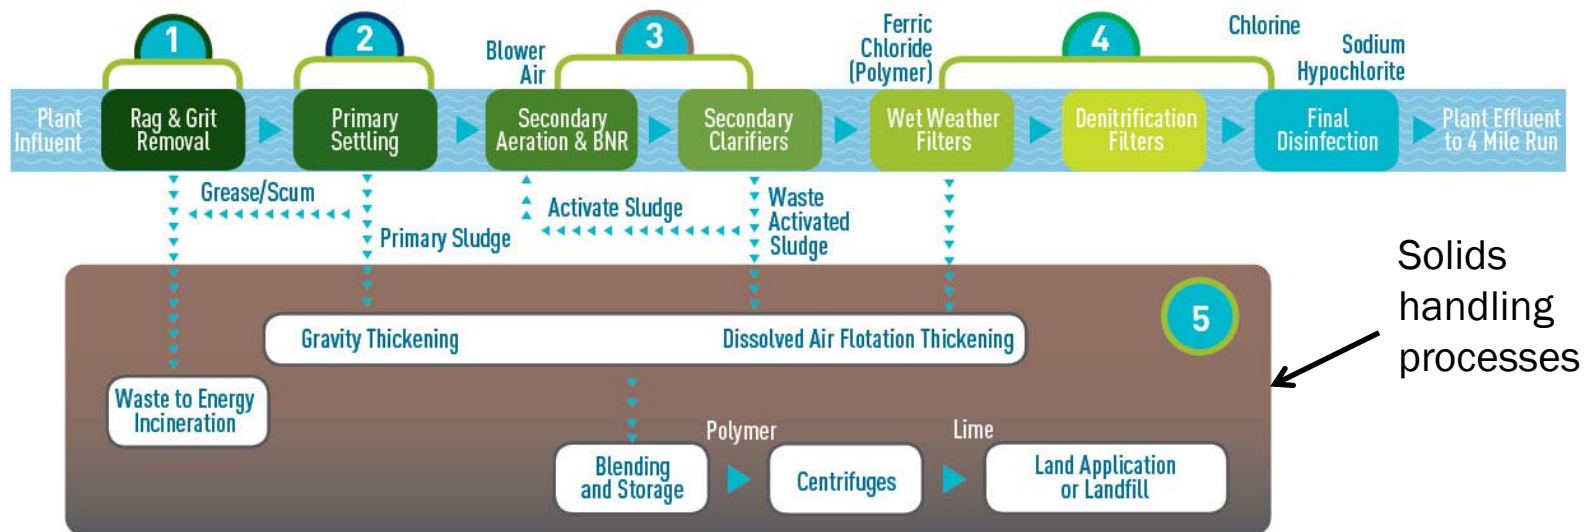 1
2
3
4
Blower
Air
Ferric
Chloride
(Polymer)
Chlorine
Sodium
Hypochlorite
Plant
Influent
Rag & Grit
Removal
Primary
Settling
Secondary
Aeration & BNR
Secondary
Clarifiers
Wet Weather
Filters
Denitrification
Filters
Final
Disinfection
Plant Effluent
to 4 Mile Run
Grease/Scum
Primary Sludge
Activate Sludge
Waste
Activated
Sludge
Solids
handling
processes
5
Gravity Thickening
Dissolved Air Flotation Thickening
Waste to Energy
Incineration
Blending
and Storage
Polymer
Centrifuges
Lime
Land Application
or Landfill